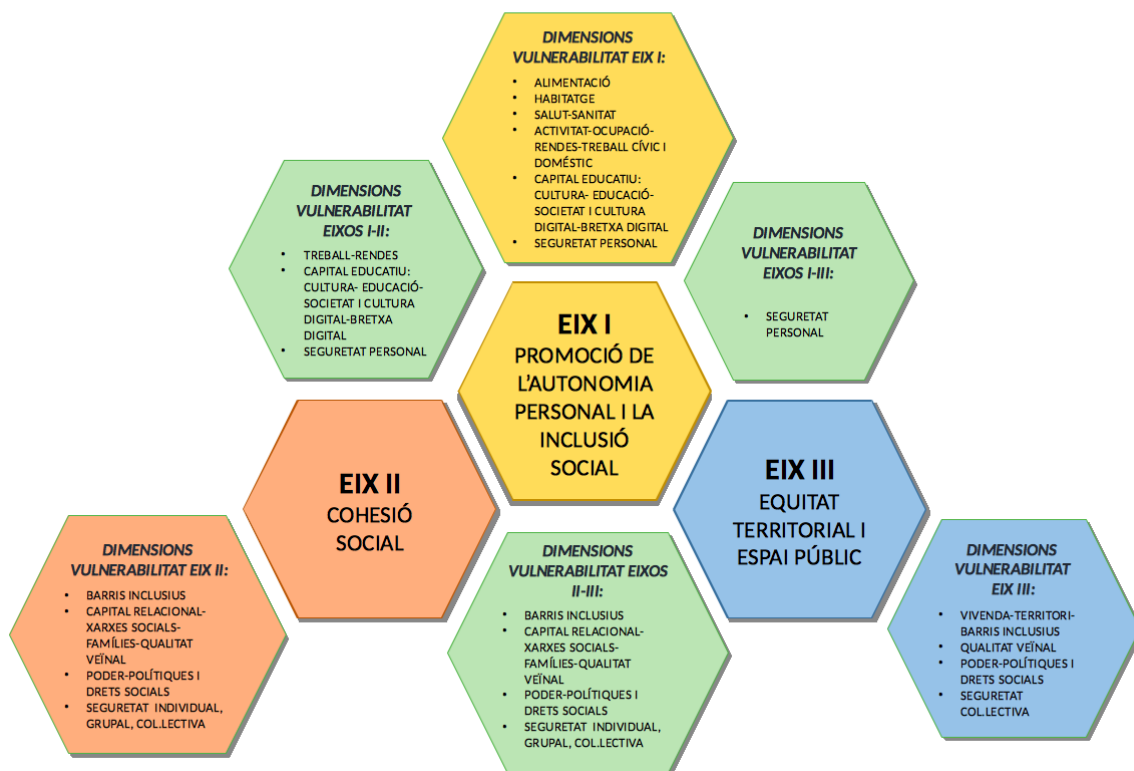 DIMENSIONS
VULNERABILITAT EIX I:
• ALIMENTACIÓ
• HABITATGE
• SALUT-SANITAT
• ACTIVITAT-OCUPACIÓ-
RENDES-TREBALL CÍVIC I
DOMÉSTIC
• CAPITAL EDUCATIU:
CULTURA- EDUCACIÓ-
SOCIETAT I CULTURA
DIGITAL-BRETXA DIGITAL
• SEGURETAT PERSONAL
DIMENSIONS
VULNERABILITAT
EIXOS I-II:
• TREBALL-RENDES
• CAPITAL EDUCATIU:
CULTURA- EDUCACIÓ-
SOCIETAT I CULTURA
DIGITAL-BRETXA
DIGITAL
• SEGURETAT PERSONAL
DIMENSIONS
VULNERABILITAT
EIXOS I-III:
• SEGURETAT
PERSONAL
EIX I
PROMOCIÓ DE
L'AUTONOMIA
PERSONAL I LA
INCLUSIÓ
SOCIAL
EIX II
COHESIÓ
SOCIAL
EIX III
EQUITAT
TERRITORIAL I
ESPAI PÚBLIC
DIMENSIONS
VULNERABILITAT EIX II:
• BARRIS INCLUSIUS
• CAPITAL RELACIONAL-
XARXES SOCIALS-
FAMÍLIES-QUALITAT
VEÏNAL
• PODER-POLÍTIQUES I
DRETS SOCIALS
• SEGURETAT INDIVIDUAL,
GRUPAL, COL.LECTIVA
DIMENSIONS
VULNERABILITAT EIXOS
II-III:
• BARRIS INCLUSIUS
• CAPITAL RELACIONAL-
XARXES SOCIALS-
FAMÍLIES-QUALITAT
VEÏNAL
• PODER-POLÍTIQUES I
DRETS SOCIALS
• SEGURETAT INDIVIDUAL,
GRUPAL, COL.LECTIVA
DIMENSIONS
VULNERABILITAT
EIX III:
• VIVENDA-TERRITORI-
BARRIS INCLUSIUS
• QUALITAT VEÏNAL
• PODER-POLÍTIQUES I
DRETS SOCIALS
• SEGURETAT
COL.LECTIVA